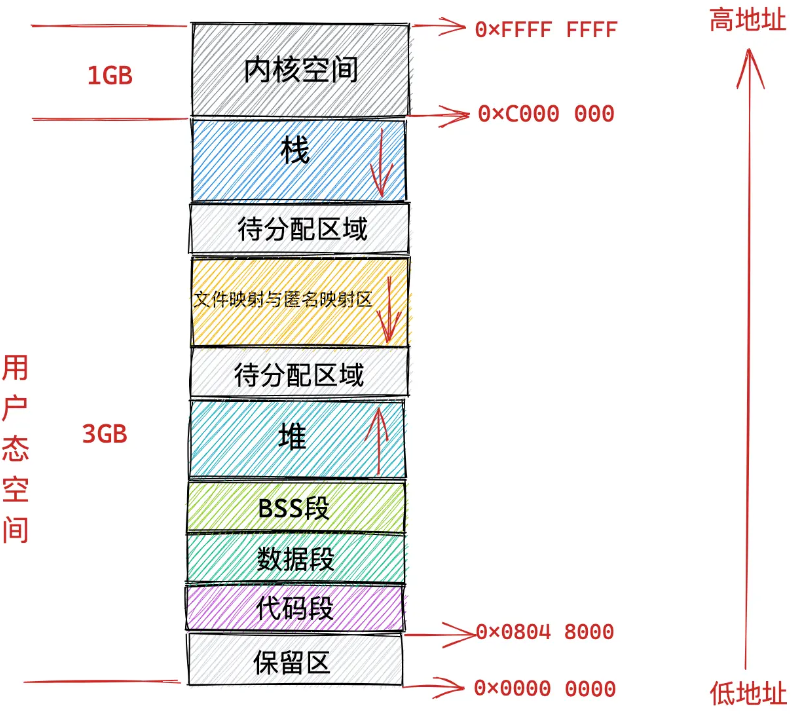 高地址
0×FFFF FFFF
内核空间
1GB
0×C000 000
栈
待分配区域
文件映射与匿名映射区
待分配区域
用户态空间
3GB
堆
BSS段
数据段
代码段
0×0804 8000
保留区
0×0000 0000
低地址